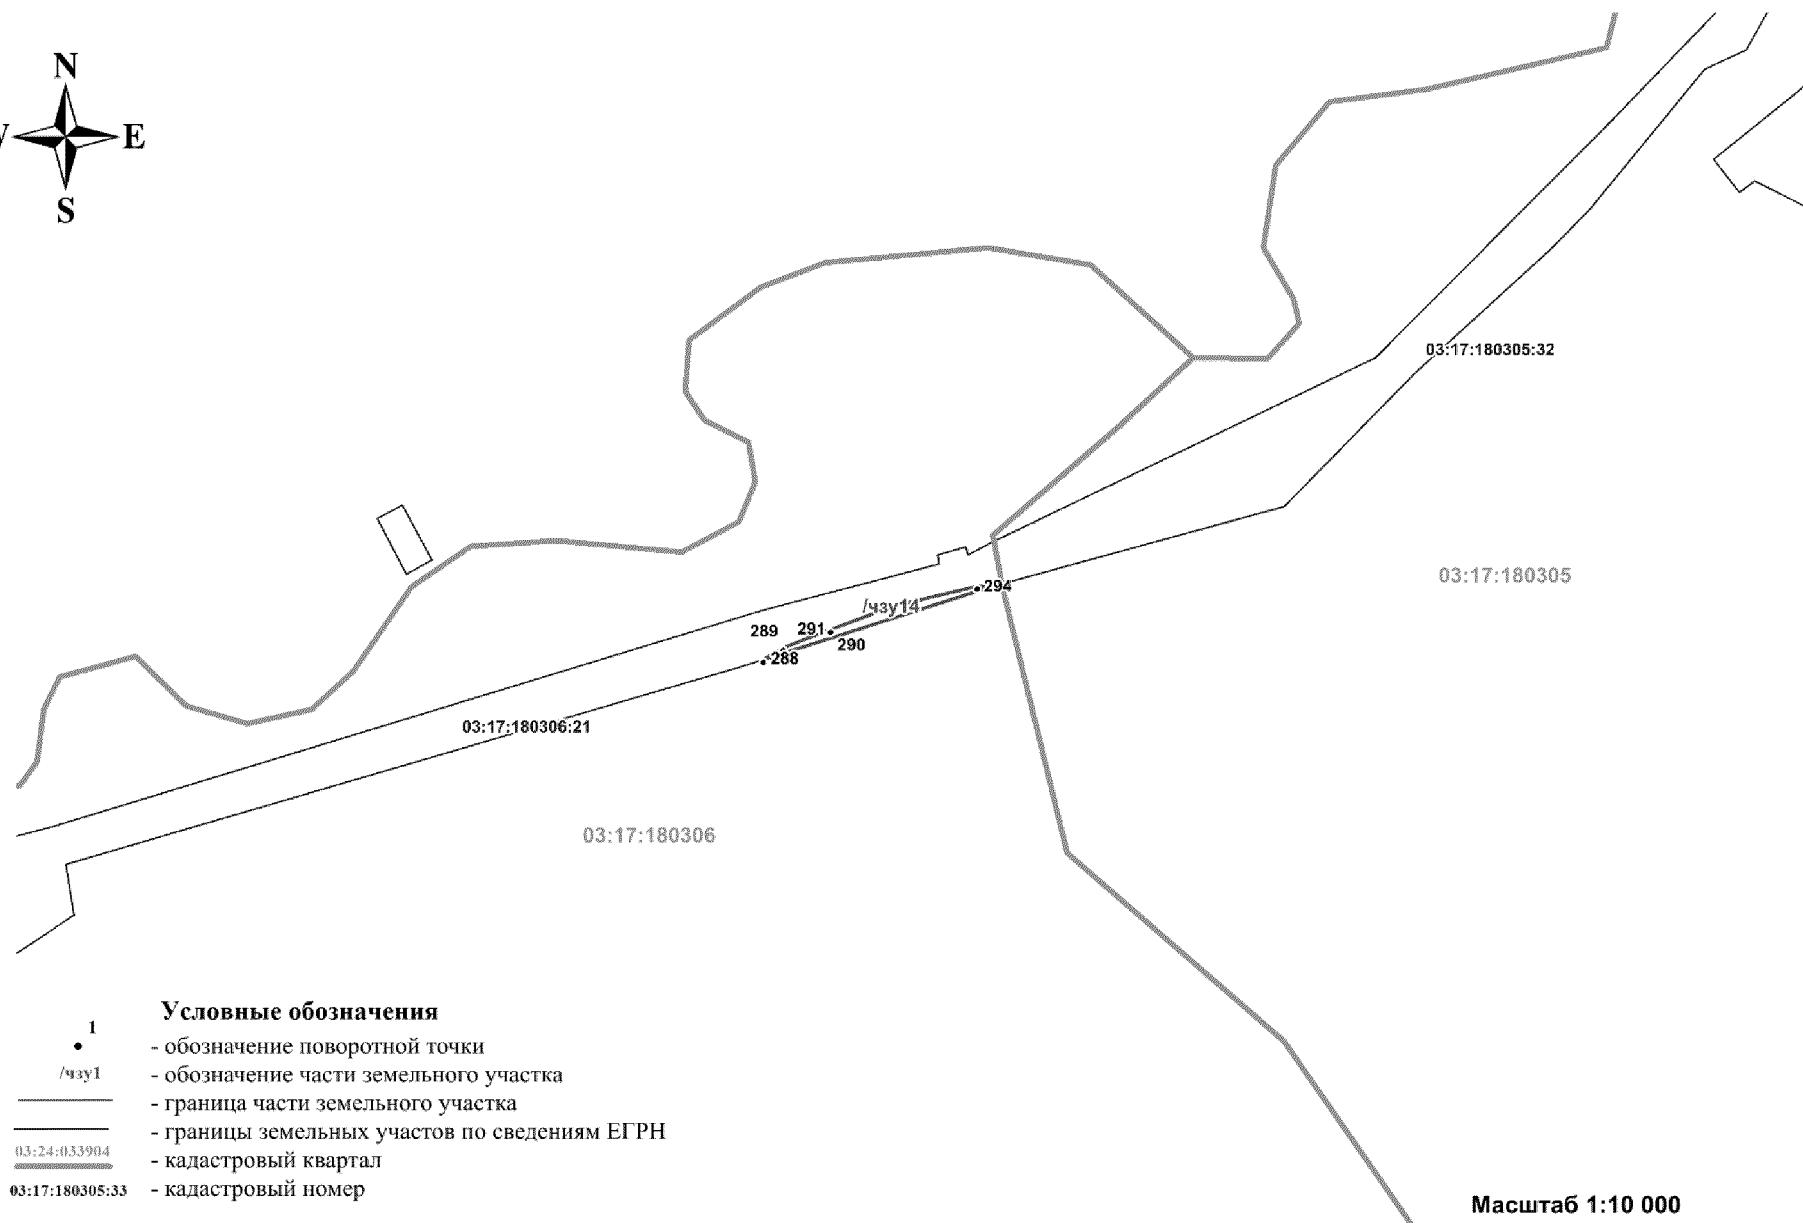 N
E
S
03:17:180305:32
03:17:180305
294
/чзу14
289
291
290
288
03:17:180306:21
03:17:180306
Условные обозначения
1
- обозначение поворотной точки
/чзу1 - обозначение части земельного участка
- граница части земельного участка
- границы земельных участов по сведениям ЕГРН
03:24:033904 - кадастровый квартал
03:17:180305:33 - кадастровый номер
Масштаб 1:10 000